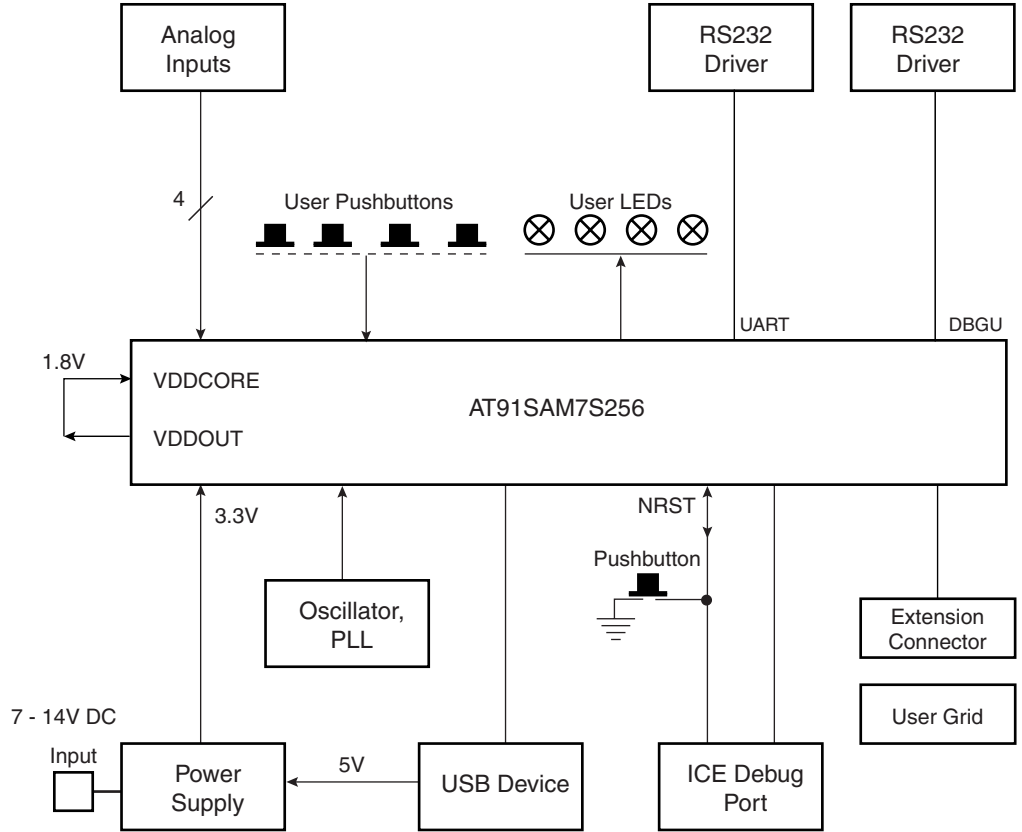 Analog
Inputs
RS232
Driver
RS232
Driver
4
User Pushbuttons
User LEDs
UART
DBGU
1.8V
VDDCORE
AT91SAM7S256
VDDOUT
3.3V
NRST
Pushbutton
Oscillator,
PLL
Extension
Connector
User Grid
7 - 14V DC
Input
Power
Supply
5V
USB Device
ICE Debug
Port